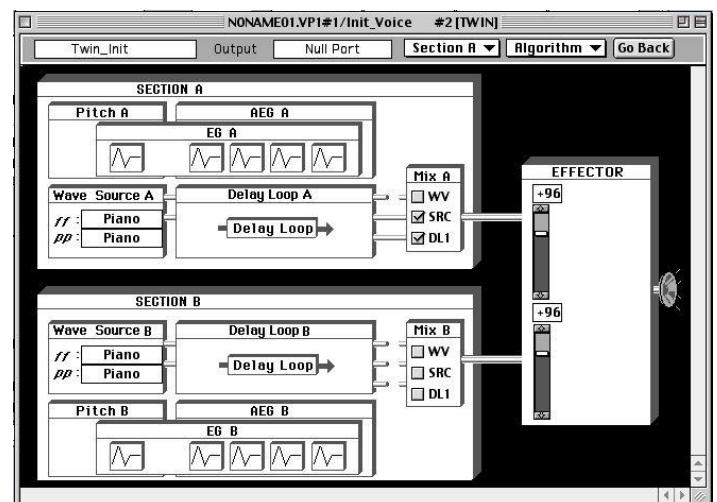 NONAME01.VP1#1/Init_Voice #2 [TWIN]
Twin_Init Output Null Port Section A Algorithm Go Back
SECTION A
Pitch A AEG A
EG A
Mix A
WV
SRC
DL1
Wave Source A Delay Loop A
ff : Piano
pp : Piano
Delay Loop
EFFECTOR
+96
+96
SECTION B
Wave Source B Delay Loop B
ff : Piano
pp : Piano
Delay Loop
Mix B
WV
SRC
DL1
Pitch B AEG B
EG B